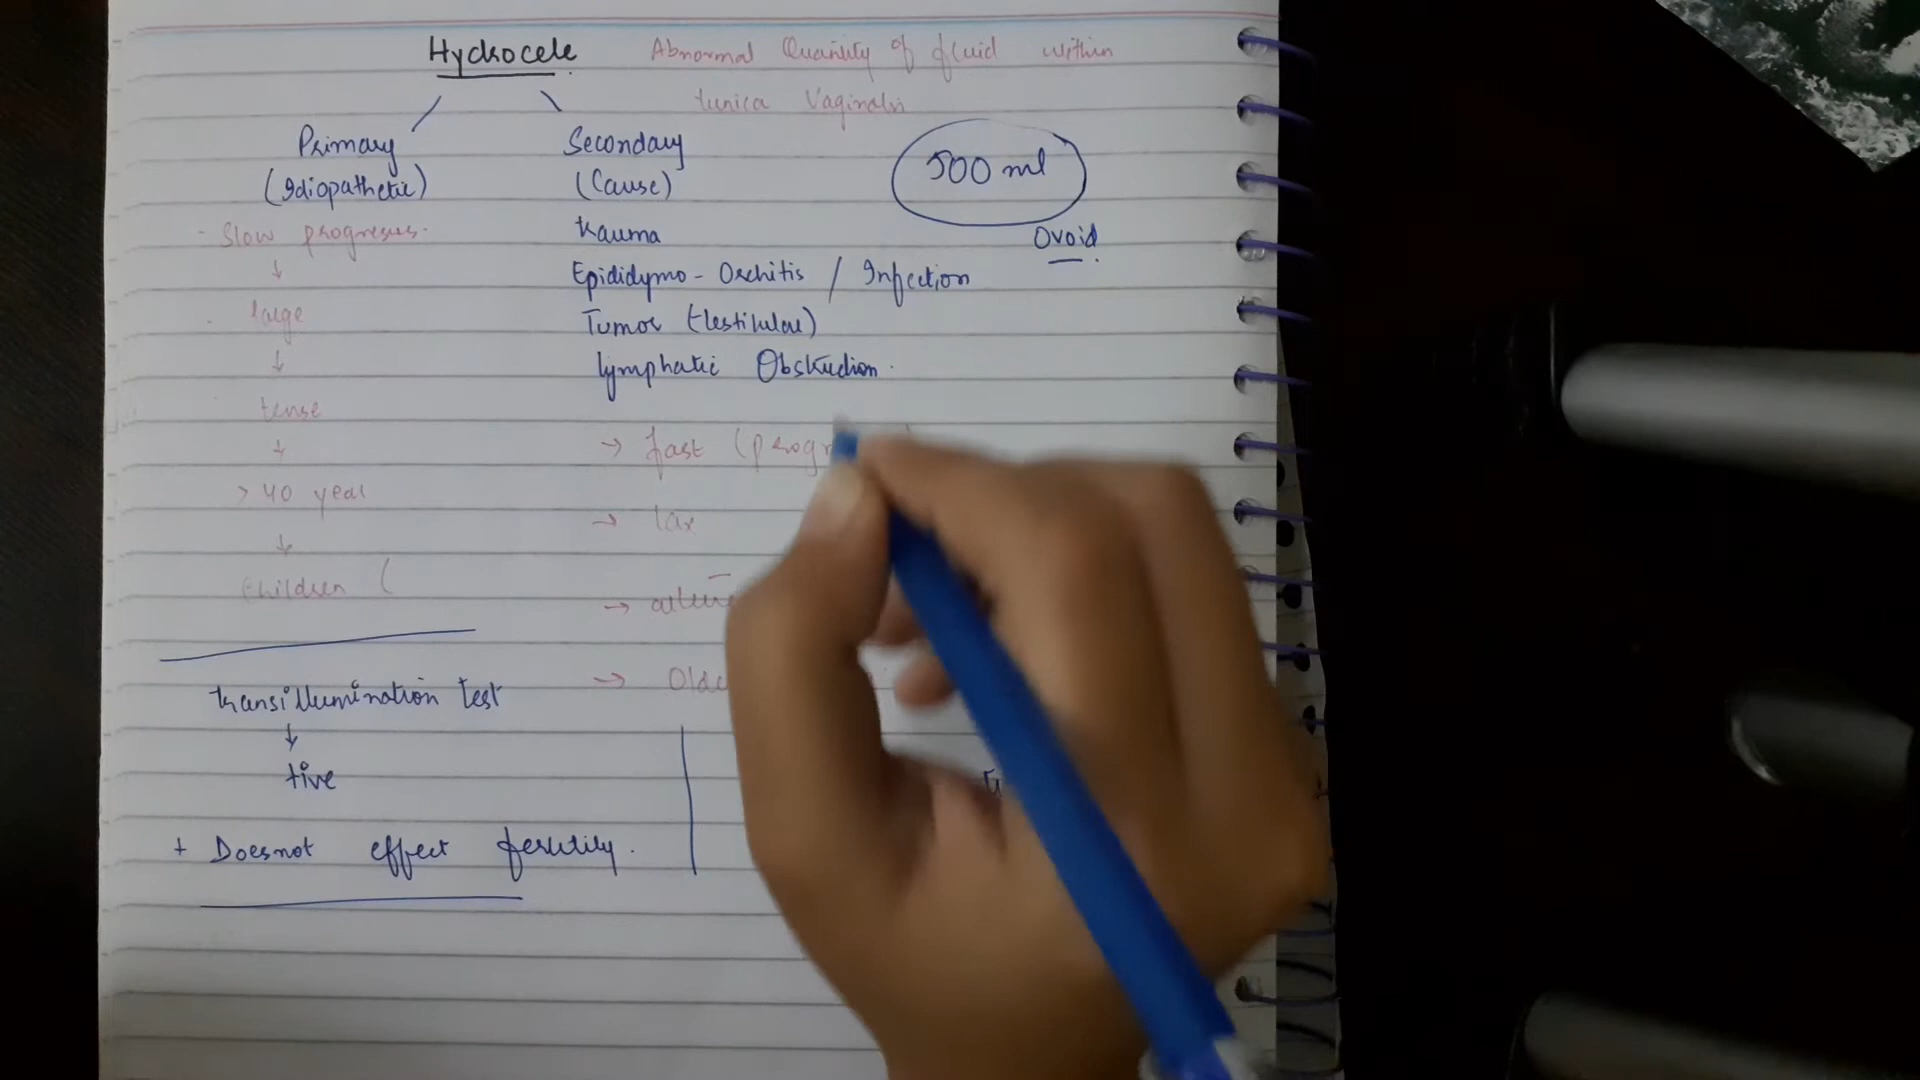 Hydrocele Abnormal Quantity of fluid within
tunica Vaginalis
Primary Secondary
(Idiopathetic) (Cause)
500 ml
Ovoid
- Slow progresses.
↓
large
↓
tense
↓
> 40 year
↓
Children (
trauma
Epididymo - Orchitis / Infection
Tumor (testicular)
lymphatic Obstruction.
→ fast (progr
→ lax
→
→ Olde
transillumination test
↓
+ive
+ Doesnot effect fertility.